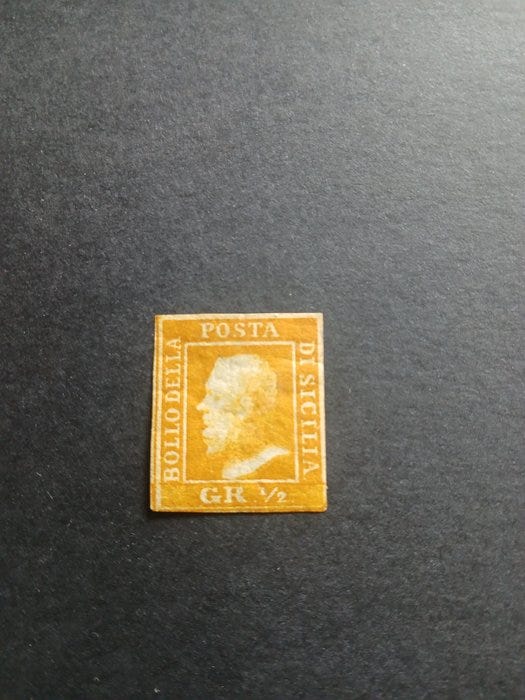 BOLLO DELLA
POSTA
DI SICILIA
GR ½